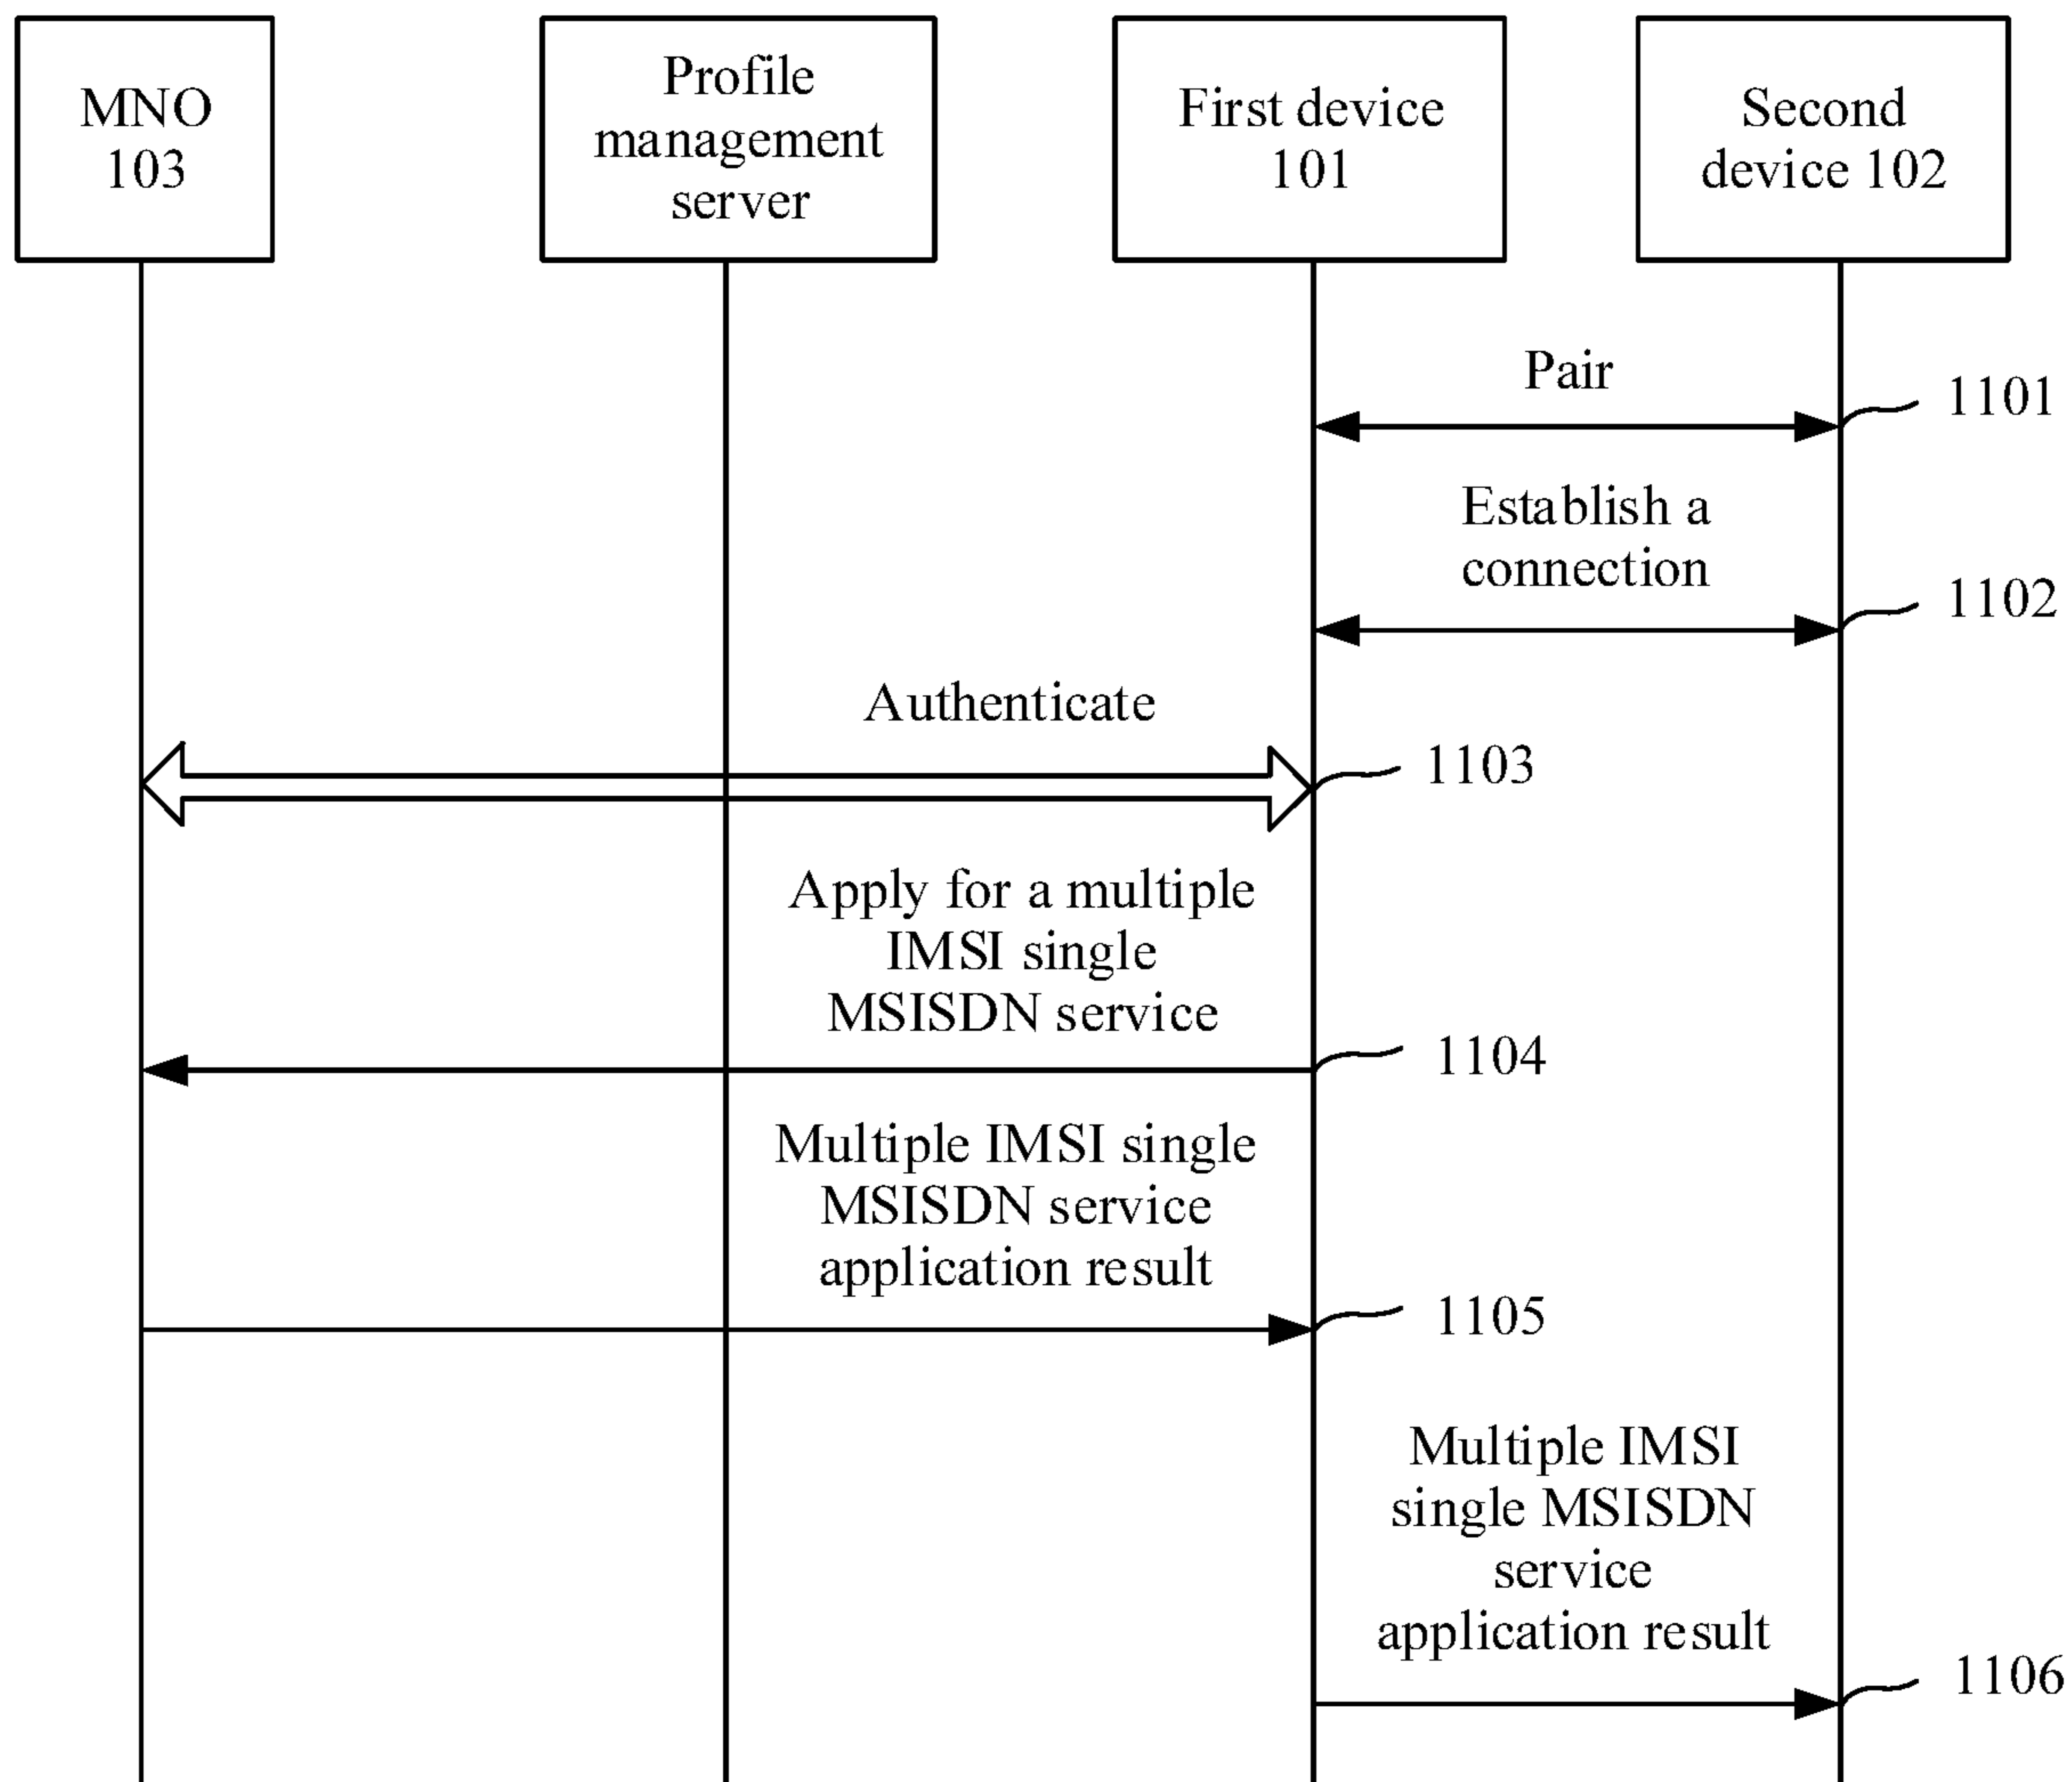 MNO
103
Profile
management
server
First device
101
Second
device 102
Pair
1101
Establish a
connection
1102
Authenticate
1103
Apply for a multiple
IMSI single
MSISDN service
1104
Multiple IMSI single
MSISDN service
application result
1105
Multiple IMSI
single MSISDN
service
application result
1106